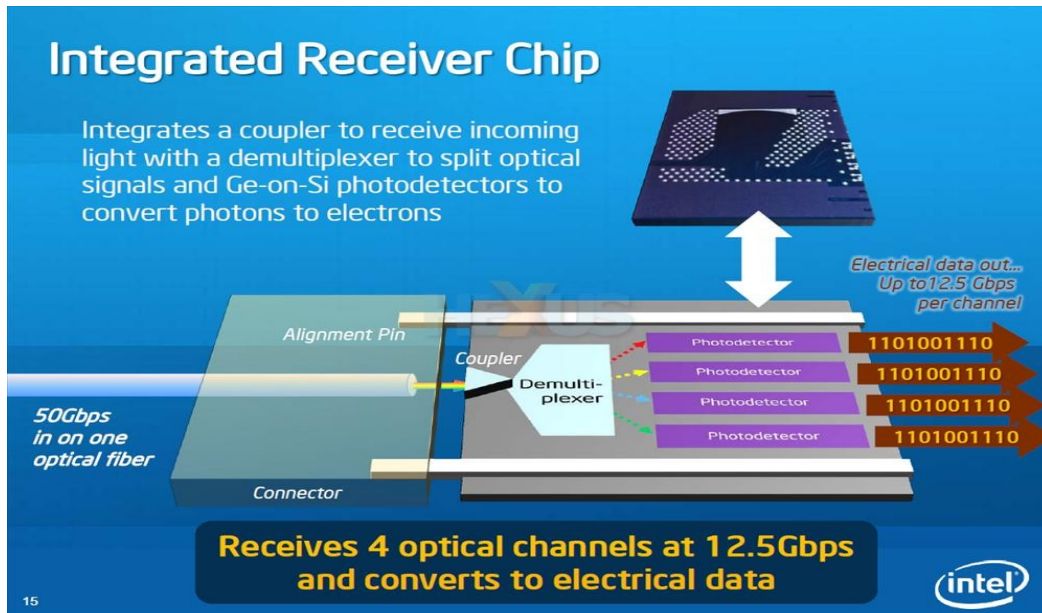 Integrated Receiver Chip
Integrates a coupler to receive incoming
light with a demultiplexer to split optical
signals and Ge-on-Si photodetectors to
convert photons to electrons
Electrical data out...
Up to12.5 Gbps
per channel
HEXUS
Alignment Pin
Coupler
Demulti-
plexer
Photodetector
1101001110
Photodetector
1101001110
Photodetector
1101001110
Photodetector
1101001110
50Gbps
in on one
optical fiber
Connector
Receives 4 optical channels at 12.5Gbps
and converts to electrical data
15
intel